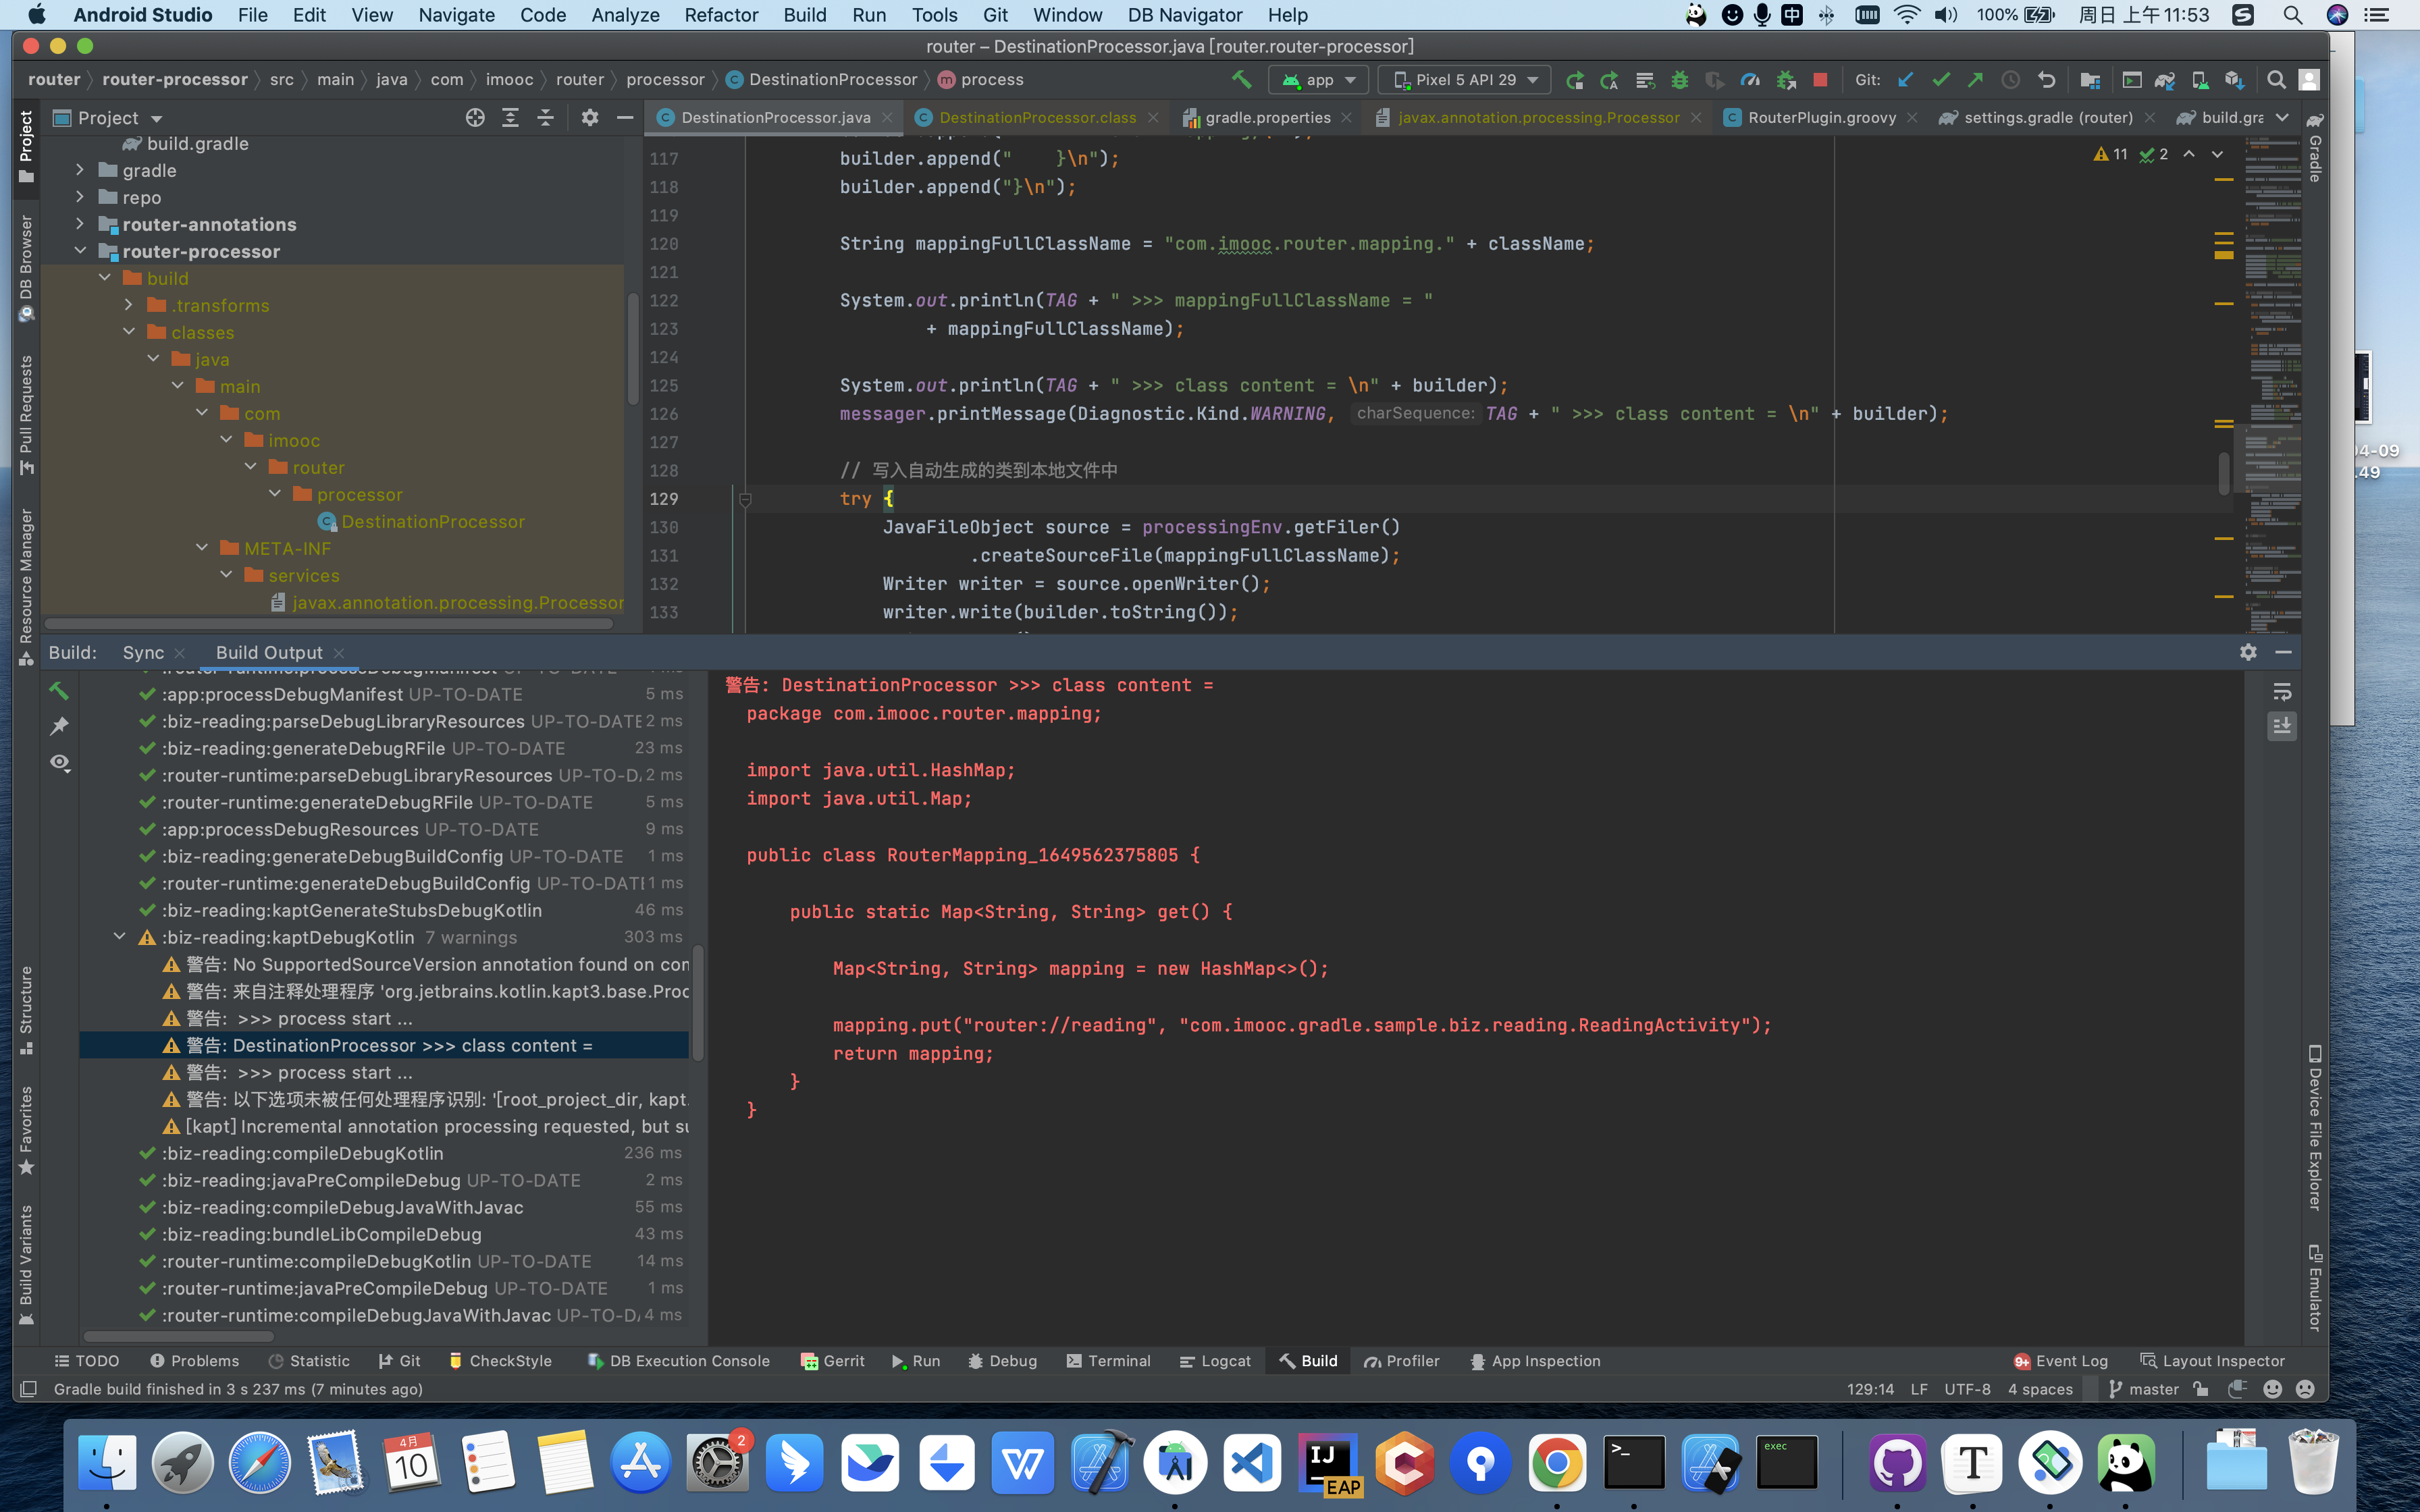 Android Studio File Edit View Navigate Code Analyze Refactor Build Run Tools Git Window DB Navigator Help 中 100% 周日 上午11:53
router – DestinationProcessor.java [router.router-processor]
router router-processor src main java com imooc router processor DestinationProcessor process app Pixel 5 API 29 Git:
Project DestinationProcessor.java DestinationProcessor.class gradle.properties javax.annotation.processing.Processor RouterPlugin.groovy settings.gradle (router) build.gra
Project
DB Browser
Pull Requests
Resource Manager
build.gradle
gradle
repo
router-annotations
router-processor
build
.transforms
classes
java
main
com
imooc
router
processor
DestinationProcessor
META-INF
services
javax.annotation.processing.Processor
11 2
117 builder.append("    }\n");
118 builder.append("}\n");
119
120 String mappingFullClassName = "com.imooc.router.mapping." + className;
121
122 System.out.println(TAG + " >>> mappingFullClassName = "
123 + mappingFullClassName);
124
125 System.out.println(TAG + " >>> class content = \n" + builder);
126 messager.printMessage(Diagnostic.Kind.WARNING, charSequence: TAG + " >>> class content = \n" + builder);
127
128 // 写入自动生成的类到本地文件中
129 try {
130 JavaFileObject source = processingEnv.getFiler()
131 .createSourceFile(mappingFullClassName);
132 Writer writer = source.openWriter();
133 writer.write(builder.toString());
Gradle
04-09
.49
Build: Sync Build Output
:router-runtime:processDebugManifest UP-TO-DATE ms
:app:processDebugManifest UP-TO-DATE 5 ms
:biz-reading:parseDebugLibraryResources UP-TO-DATE 2 ms
:biz-reading:generateDebugRFile UP-TO-DATE 23 ms
:router-runtime:parseDebugLibraryResources UP-TO-D 2 ms
:router-runtime:generateDebugRFile UP-TO-DATE 5 ms
:app:processDebugResources UP-TO-DATE 9 ms
:biz-reading:generateDebugBuildConfig UP-TO-DATE 1 ms
:router-runtime:generateDebugBuildConfig UP-TO-DATE 1 ms
:biz-reading:kaptGenerateStubsDebugKotlin 46 ms
:biz-reading:kaptDebugKotlin 7 warnings 303 ms
警告: No SupportedSourceVersion annotation found on com
警告: 来自注释处理程序 'org.jetbrains.kotlin.kapt3.base.Proc
警告:  >>> process start ...
警告: DestinationProcessor >>> class content =
警告:  >>> process start ...
警告: 以下选项未被任何处理程序识别: '[root_project_dir, kapt.
[kapt] Incremental annotation processing requested, but su
:biz-reading:compileDebugKotlin 236 ms
:biz-reading:javaPreCompileDebug UP-TO-DATE 2 ms
:biz-reading:compileDebugJavaWithJavac 55 ms
:biz-reading:bundleLibCompileDebug 43 ms
:router-runtime:compileDebugKotlin UP-TO-DATE 14 ms
:router-runtime:javaPreCompileDebug UP-TO-DATE 1 ms
:router-runtime:compileDebugJavaWithJavac UP-TO-D 4 ms
警告: DestinationProcessor >>> class content =
package com.imooc.router.mapping;
import java.util.HashMap;
import java.util.Map;
public class RouterMapping_1649562375805 {
public static Map<String, String> get() {
Map<String, String> mapping = new HashMap<>();
mapping.put("router://reading", "com.imooc.gradle.sample.biz.reading.ReadingActivity");
return mapping;
}
}
Structure
Favorites
Build Variants
Device File Explorer
Emulator
TODO Problems Statistic Git CheckStyle DB Execution Console Gerrit Run Debug Terminal Logcat Build Profiler App Inspection 9+ Event Log Layout Inspector
Gradle build finished in 3 s 237 ms (7 minutes ago) 129:14 LF UTF-8 4 spaces master
4月
10
2
IJ
EAP
>_
exec
T